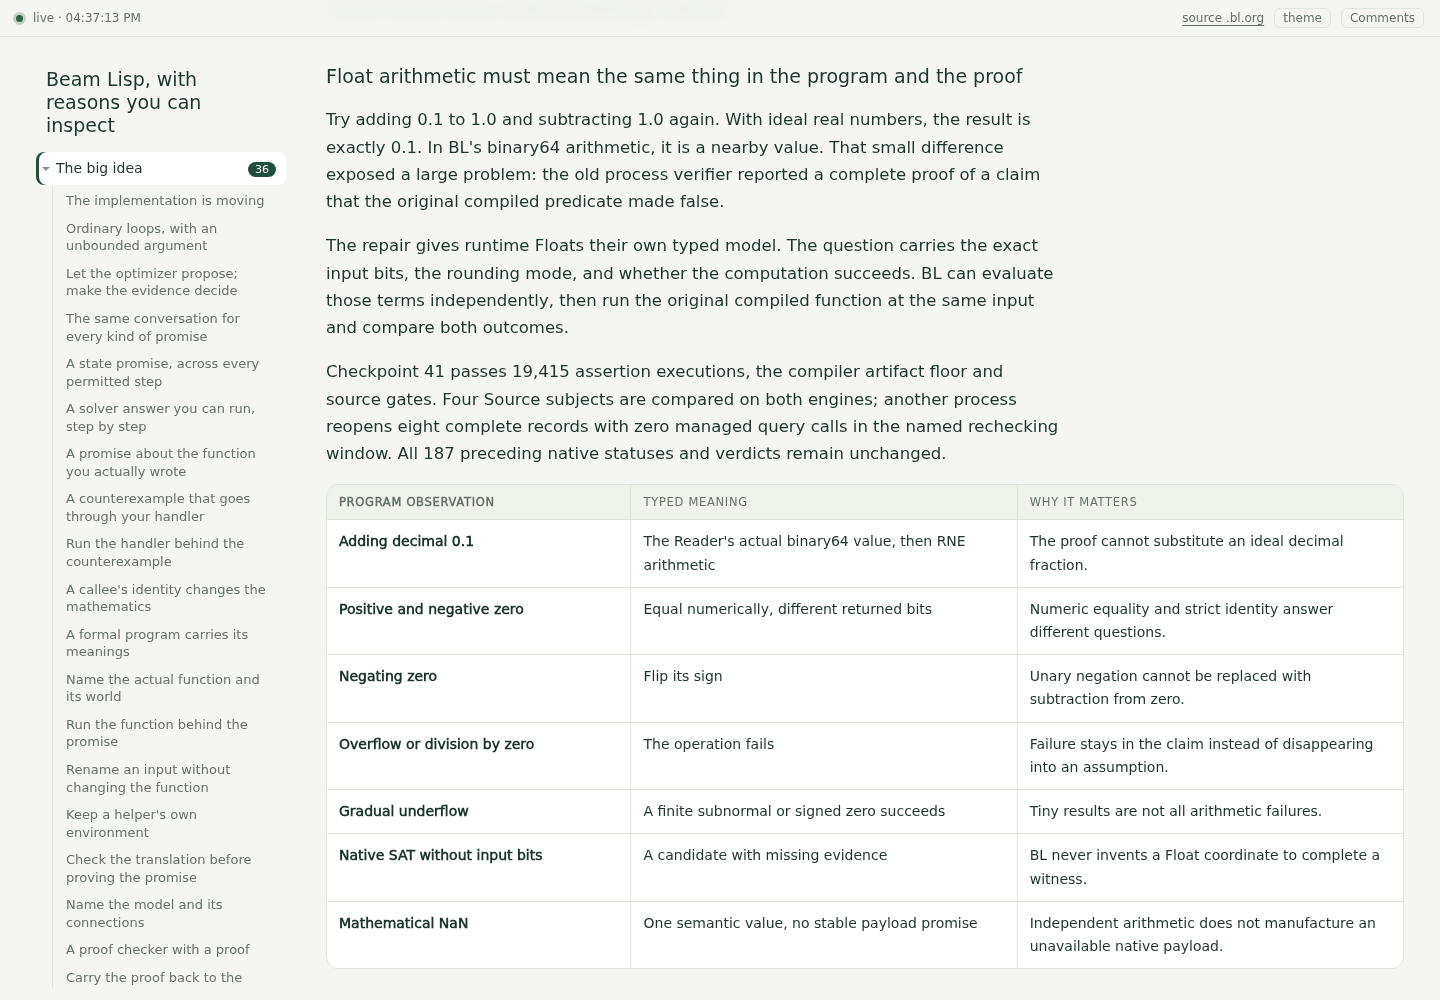 live · 04:37:13 PM
source .bl.org
theme
Comments
Beam Lisp, with
reasons you can
inspect
The big idea
36
The implementation is moving
Ordinary loops, with an
unbounded argument
Let the optimizer propose;
make the evidence decide
The same conversation for
every kind of promise
A state promise, across every
permitted step
A solver answer you can run,
step by step
A promise about the function
you actually wrote
A counterexample that goes
through your handler
Run the handler behind the
counterexample
A callee's identity changes the
mathematics
A formal program carries its
meanings
Name the actual function and
its world
Run the function behind the
promise
Rename an input without
changing the function
Keep a helper's own
environment
Check the translation before
proving the promise
Name the model and its
connections
A proof checker with a proof
Carry the proof back to the
Float arithmetic must mean the same thing in the program and the proof
Try adding 0.1 to 1.0 and subtracting 1.0 again. With ideal real numbers, the result is
exactly 0.1. In BL's binary64 arithmetic, it is a nearby value. That small difference
exposed a large problem: the old process verifier reported a complete proof of a claim
that the original compiled predicate made false.
The repair gives runtime Floats their own typed model. The question carries the exact
input bits, the rounding mode, and whether the computation succeeds. BL can evaluate
those terms independently, then run the original compiled function at the same input
and compare both outcomes.
Checkpoint 41 passes 19,415 assertion executions, the compiler artifact floor and
source gates. Four Source subjects are compared on both engines; another process
reopens eight complete records with zero managed query calls in the named rechecking
window. All 187 preceding native statuses and verdicts remain unchanged.
PROGRAM OBSERVATION
TYPED MEANING
WHY IT MATTERS
Adding decimal 0.1
The Reader's actual binary64 value, then RNE
arithmetic
The proof cannot substitute an ideal decimal
fraction.
Positive and negative zero
Equal numerically, different returned bits
Numeric equality and strict identity answer
different questions.
Negating zero
Flip its sign
Unary negation cannot be replaced with
subtraction from zero.
Overflow or division by zero
The operation fails
Failure stays in the claim instead of disappearing
into an assumption.
Gradual underflow
A finite subnormal or signed zero succeeds
Tiny results are not all arithmetic failures.
Native SAT without input bits
A candidate with missing evidence
BL never invents a Float coordinate to complete a
witness.
Mathematical NaN
One semantic value, no stable payload promise
Independent arithmetic does not manufacture an
unavailable native payload.